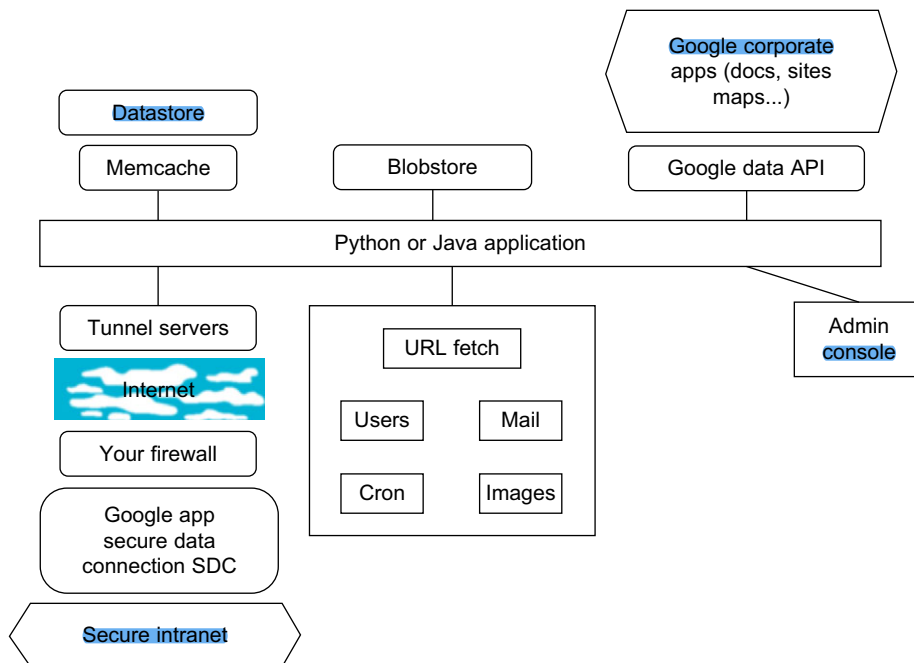 Google corporate
apps (docs, sites
maps...)
Datastore
Memcache
Blobstore
Google data API
Python or Java application
Tunnel servers
Internet
Your firewall
Google app
secure data
connection SDC
Secure intranet
URL fetch
Users
Mail
Cron
Images
Admin
console